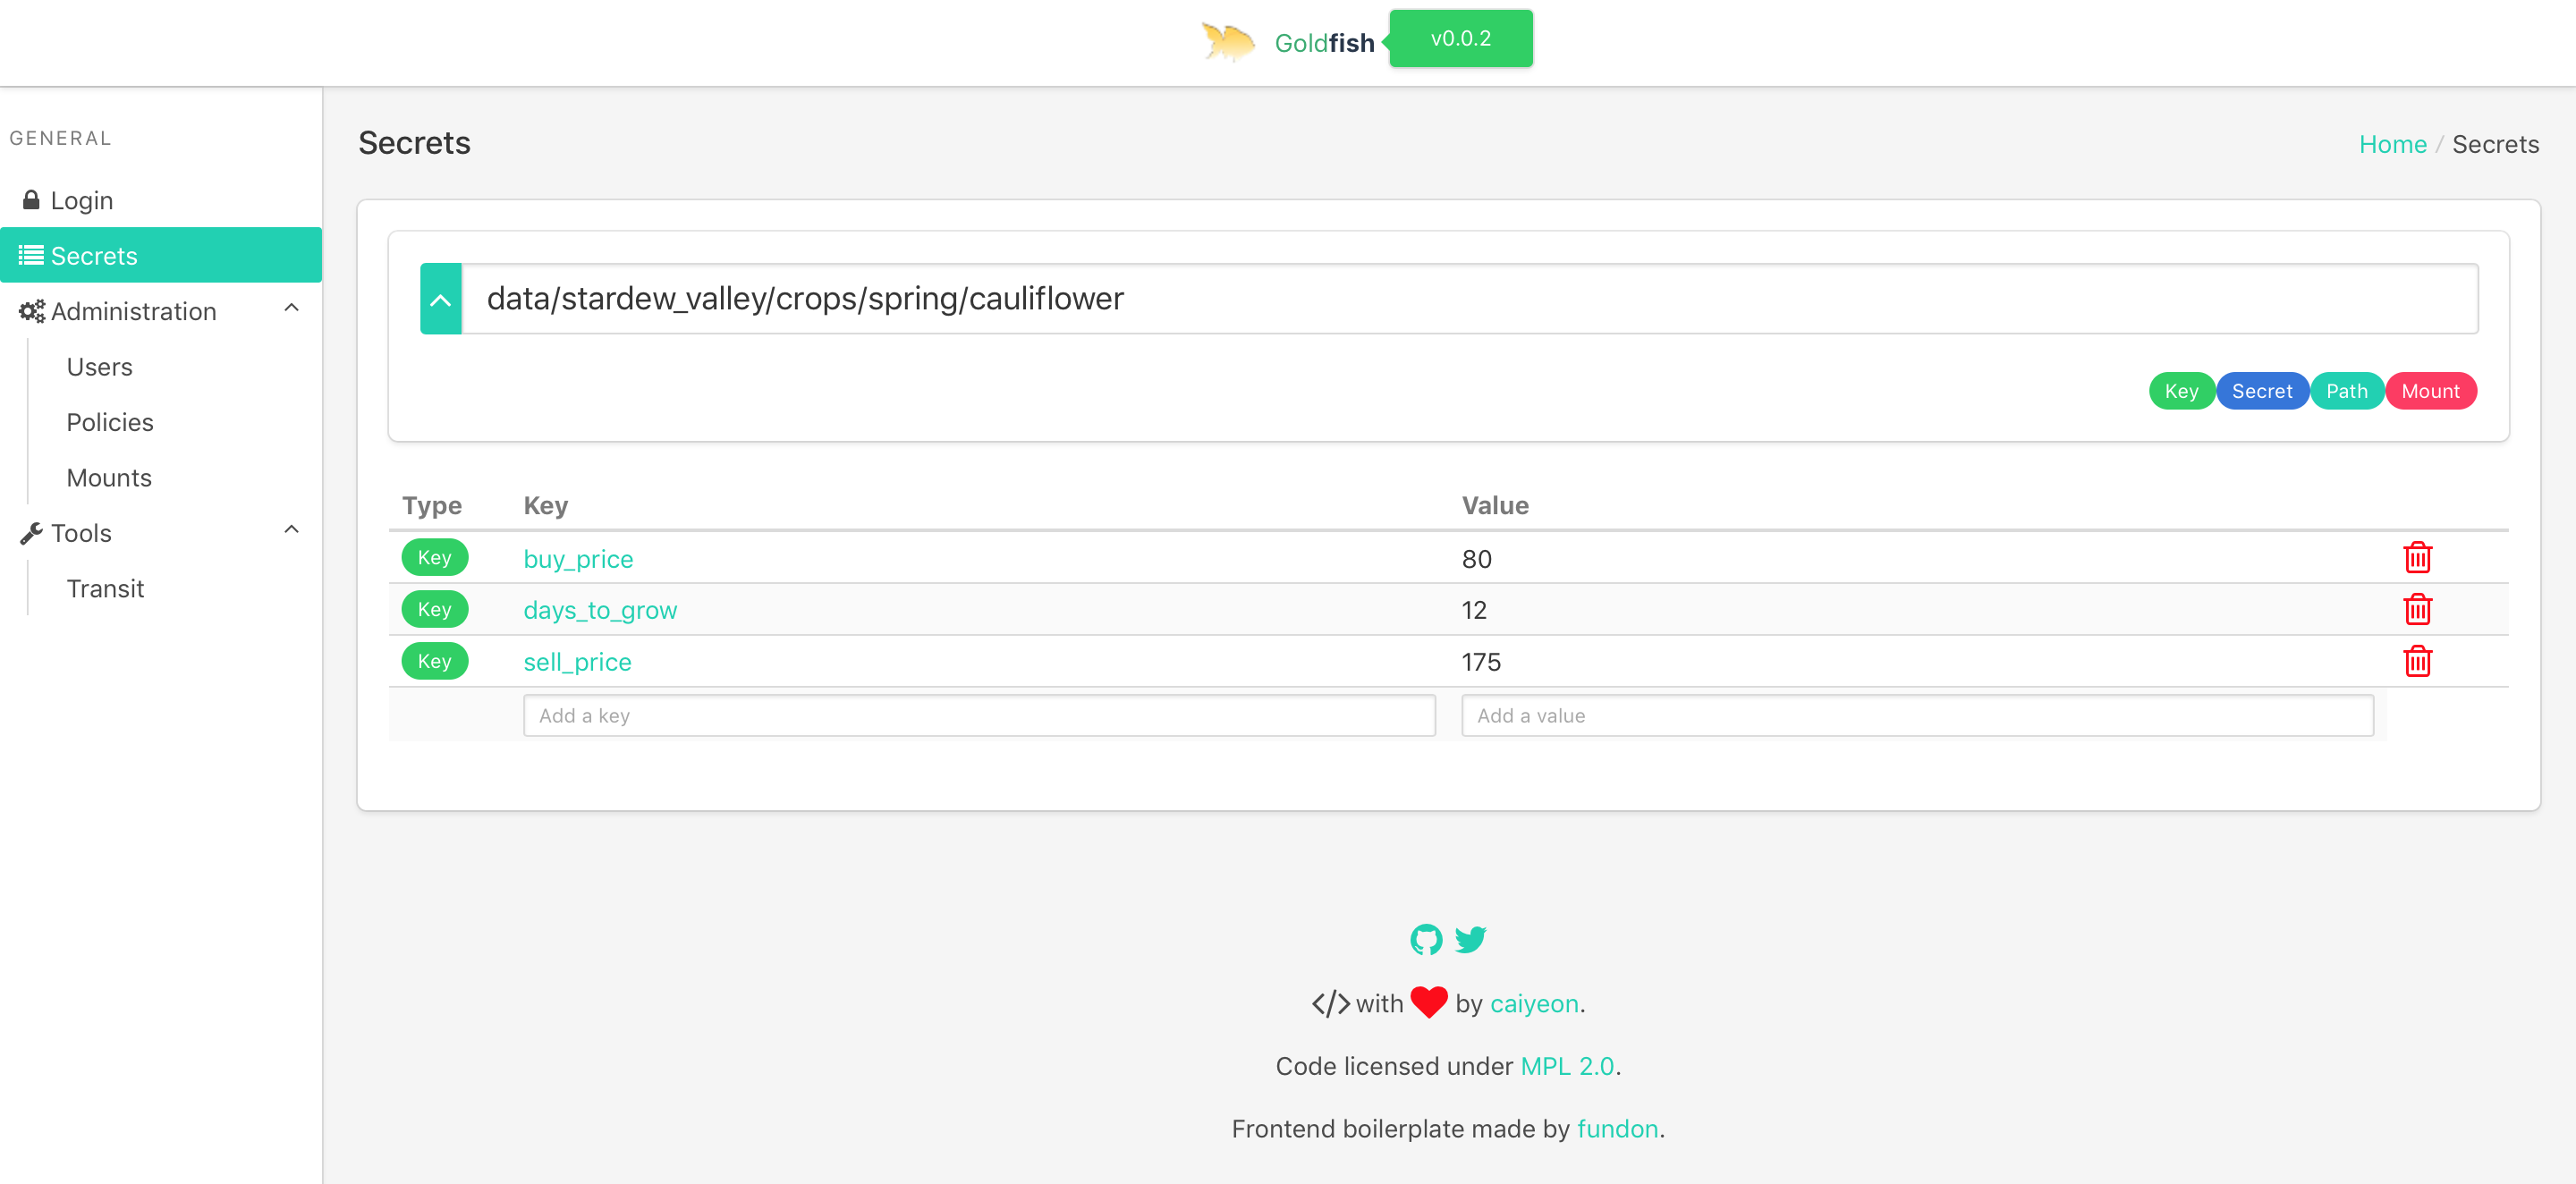 Goldfish v0.0.2
GENERAL
Login
Secrets
Administration
Users
Policies
Mounts
Tools
Transit
Secrets
Home / Secrets
data/stardew_valley/crops/spring/cauliflower
Key Secret Path Mount
Type Key Value
Key buy_price 80
Key days_to_grow 12
Key sell_price 175
Add a key Add a value
</> with by caiyeon.
Code licensed under MPL 2.0.
Frontend boilerplate made by fundon.